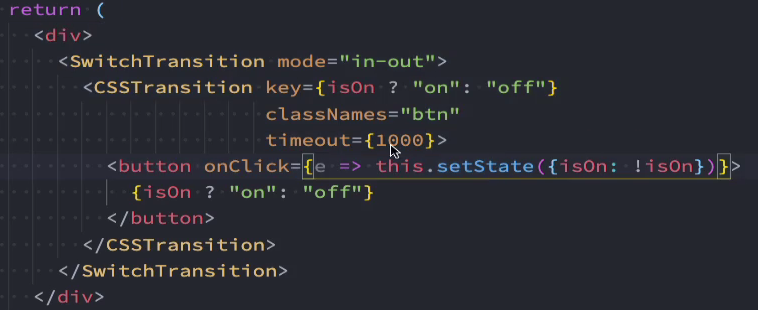 return (
<div>
<SwitchTransition mode="in-out">
<CSSTransition key={isOn ? "on": "off"}
classNames="btn"
timeout={1000}>
<button onClick={e => this.setState({isOn: !isOn})}>
{isOn ? "on": "off"}
</button>
</CSSTransition>
</SwitchTransition>
</div>